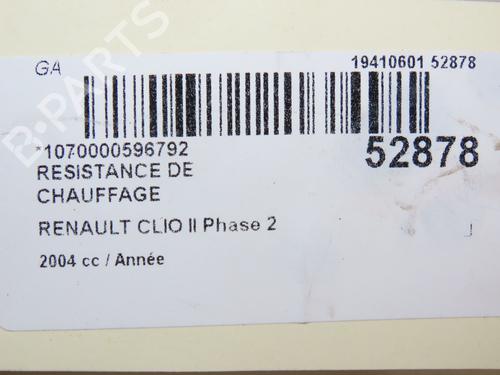 GA
19410601 52878
*1070000596792
52878
RESISTANCE DE
CHAUFFAGE
RENAULT CLIO II Phase 2
2004 cc / Année
B-PARTS